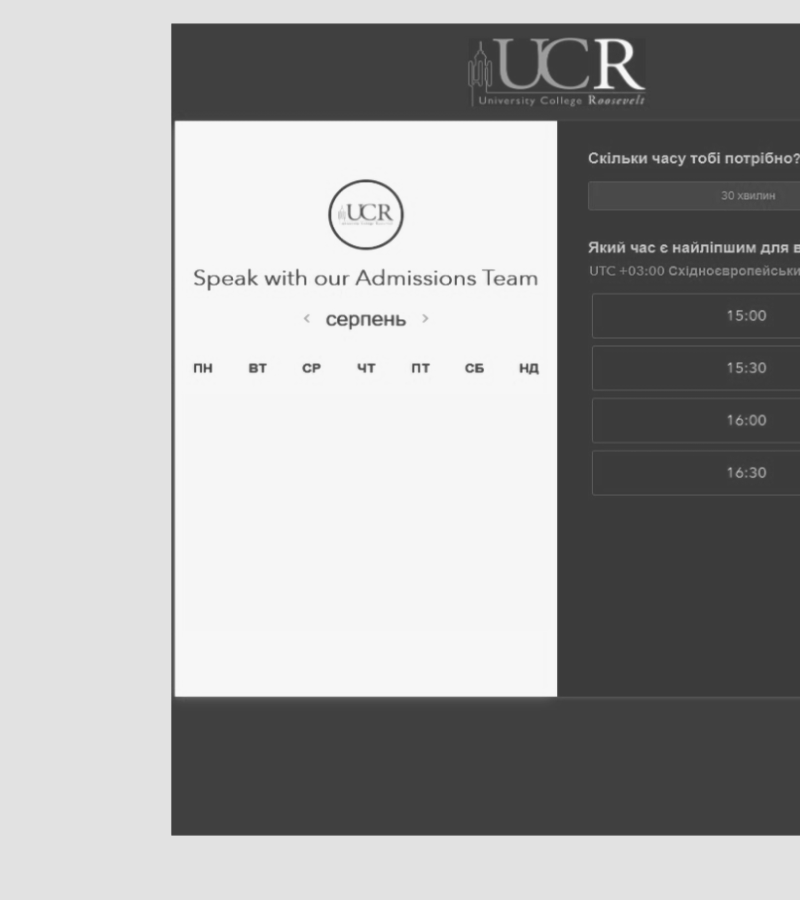 UCR
University College Roosevelt
UCR
Speak with our Admissions Team
< серпень >
ПН ВТ СР ЧТ ПТ СБ НД
Скільки часу тобі потрібно?
30 хвилин
Який час є найліпшим для в
UTC +03:00 Східноєвропейськи
15:00
15:30
16:00
16:30